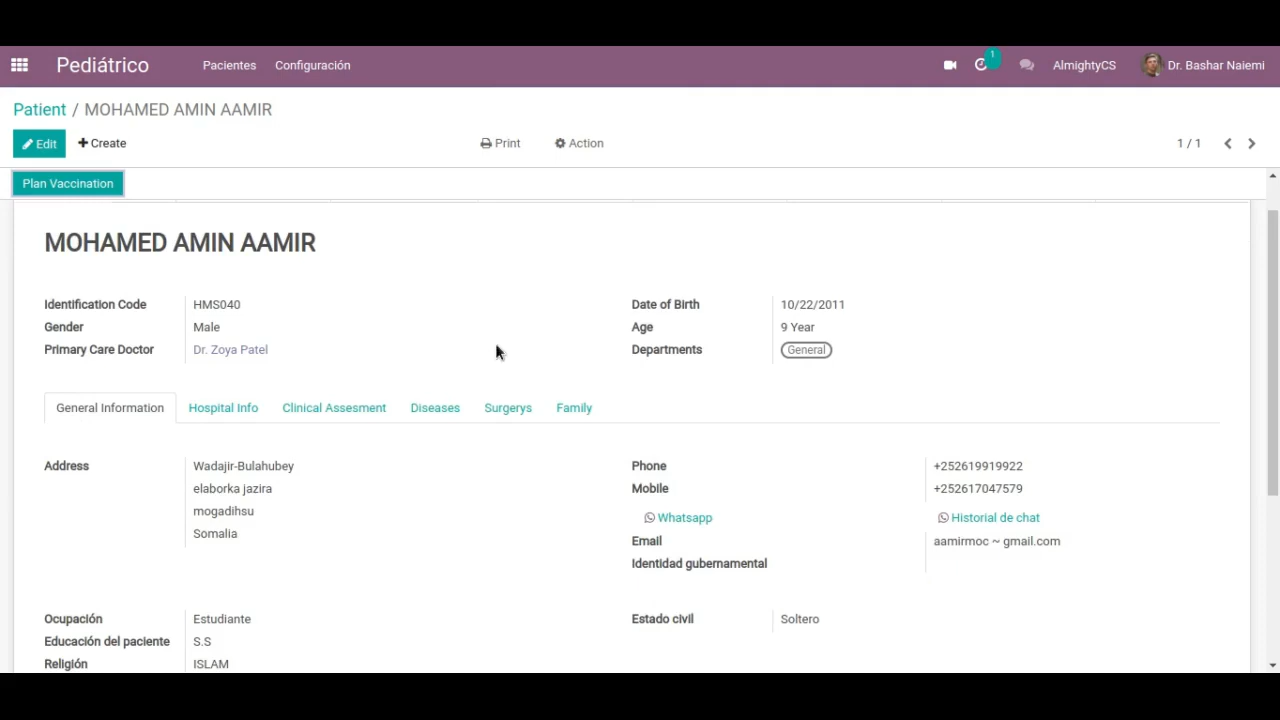 Pediátrico Pacientes Configuración 1 AlmightyCS Dr. Bashar Naiemi
Patient / MOHAMED AMIN AAMIR
Edit Create Print Action 1 / 1
Plan Vaccination
MOHAMED AMIN AAMIR
Identification Code HMS040 Date of Birth 10/22/2011
Gender Male Age 9 Year
Primary Care Doctor Dr. Zoya Patel Departments General
General Information Hospital Info Clinical Assesment Diseases Surgerys Family
Address Wadajir-Bulahubey Phone +252619919922
elaborka jazira Mobile +252617047579
mogadihsu
Whatsapp Historial de chat
Somalia
Email aamirmoc ~ gmail.com
Identidad gubernamental
Ocupación Estudiante Estado civil Soltero
Educación del paciente S.S
Religión ISLAM